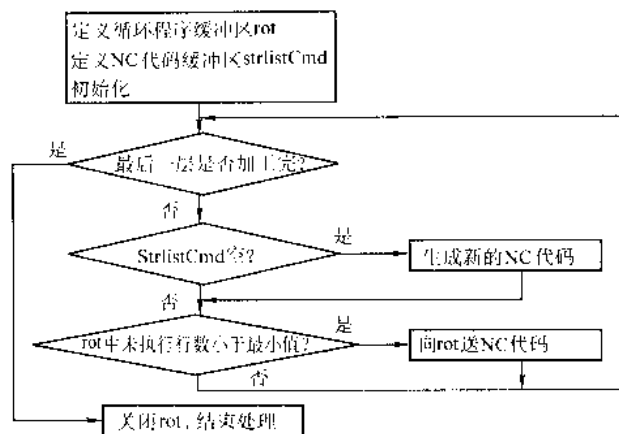 定义循环程序缓冲区rot
定义NC代码缓冲区strlistCmd
初始化
是
最后一层是否加工完?
否
StrlistCmd空?
是
生成新的NC代码
否
rot中未执行行数小于最小值?
是
向rot送NC代码
否
关闭rot,结束处理